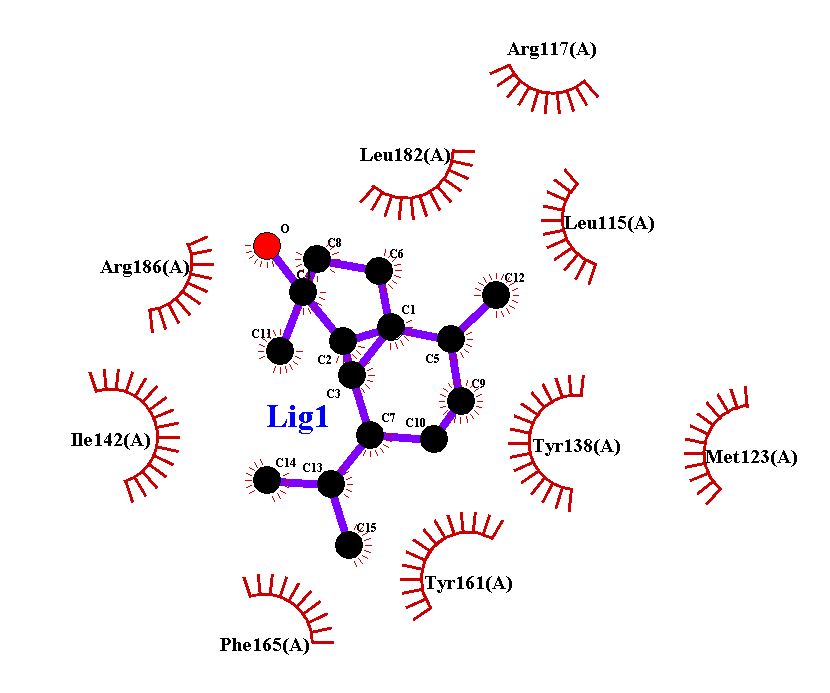 Arg117(A)
Leu182(A)
Leu115(A)
O
C8
C6
Arg186(A)
C12
C1
C11
C2
C5
C3
C9
Lig1
C7
C10
Ile142(A)
Tyr138(A)
Met123(A)
C14
C13
C15
Tyr161(A)
Phe165(A)